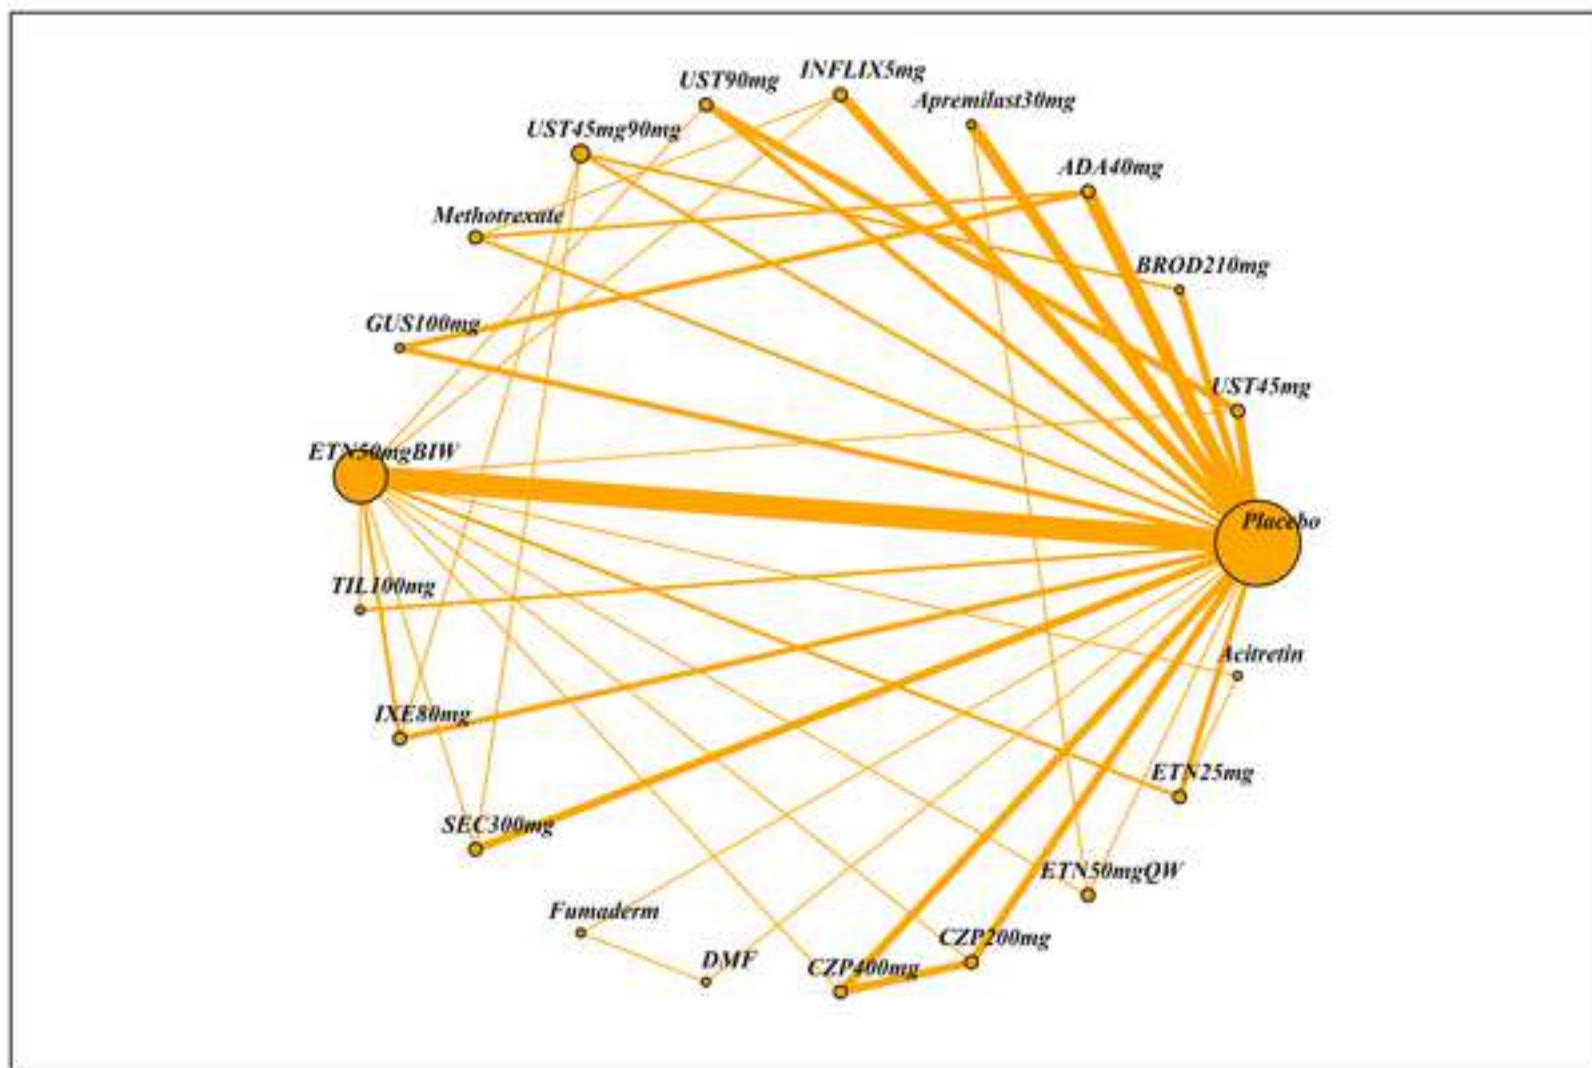 INFLIX5mg
UST90mg
Apremilast30mg
UST45mg90mg
ADA40mg
Methotrexate
BROD210mg
GUS100mg
UST45mg
ETN50mgBIW
Placebo
TIL100mg
Acitretin
IXE80mg
ETN25mg
SEC300mg
ETN50mgQW
Fumaderm
CZP200mg
DMF
CZP400mg